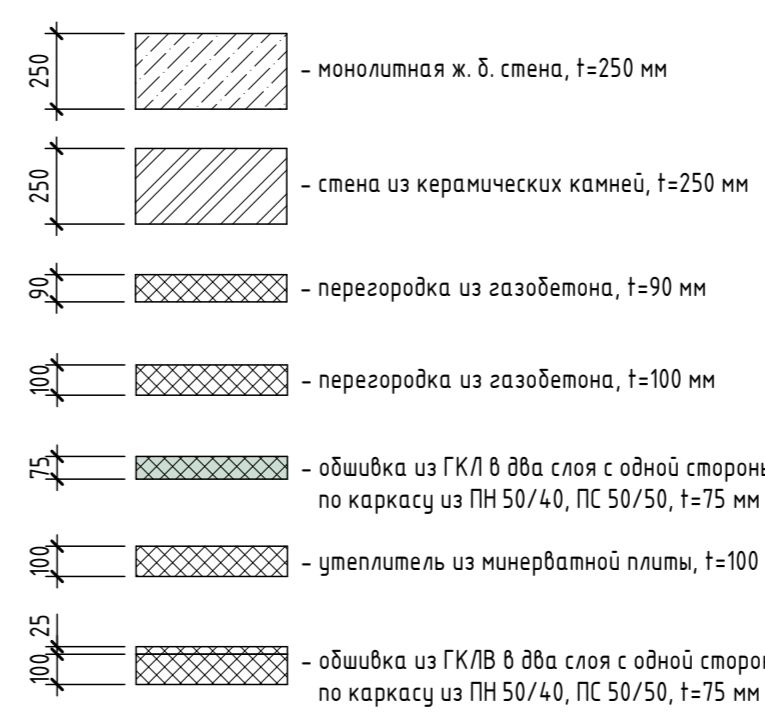 250
– монолитная ж. б. стена, t=250 мм
250
– стена из керамических камней, t=250 мм
90
– перегородка из газобетона, t=90 мм
100
– перегородка из газобетона, t=100 мм
75
– обшивка из ГКЛ в два слоя с одной
по каркасу из ПН 50/40, ПС 50/50, t=75 мм
100
– утеплитель из минерватной плиты, t=100
25
100
– обшивка из ГКЛВ в два слоя с одной
по каркасу из ПН 50/40, ПС 50/50, t=75 мм